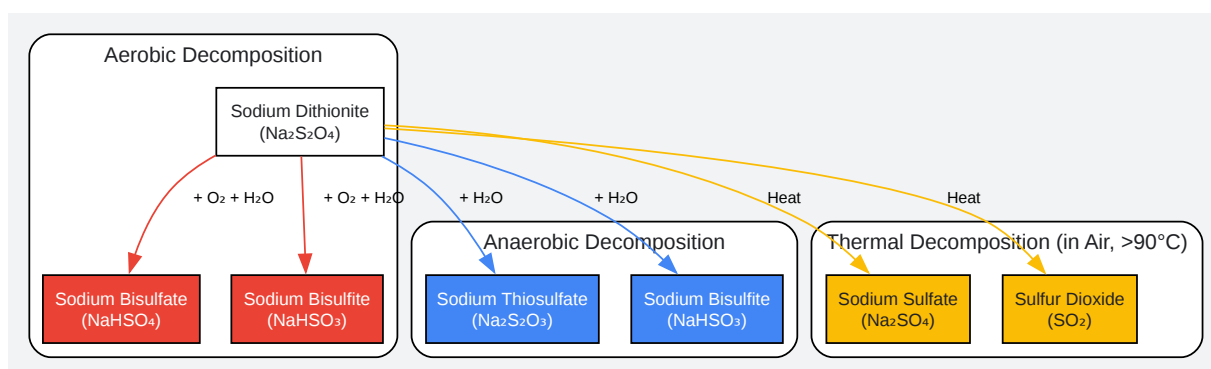 Aerobic Decomposition
Sodium Dithionite
(Na₂S₂O₄)
+ O₂ + H₂O
+ O₂ + H₂O
+ H₂O
+ H₂O
Heat
Heat
Anaerobic Decomposition
Thermal Decomposition (in Air, >90°C)
Sodium Bisulfate
(NaHSO₄)
Sodium Bisulfite
(NaHSO₃)
Sodium Thiosulfate
(Na₂S₂O₃)
Sodium Bisulfite
(NaHSO₃)
Sodium Sulfate
(Na₂SO₄)
Sulfur Dioxide
(SO₂)